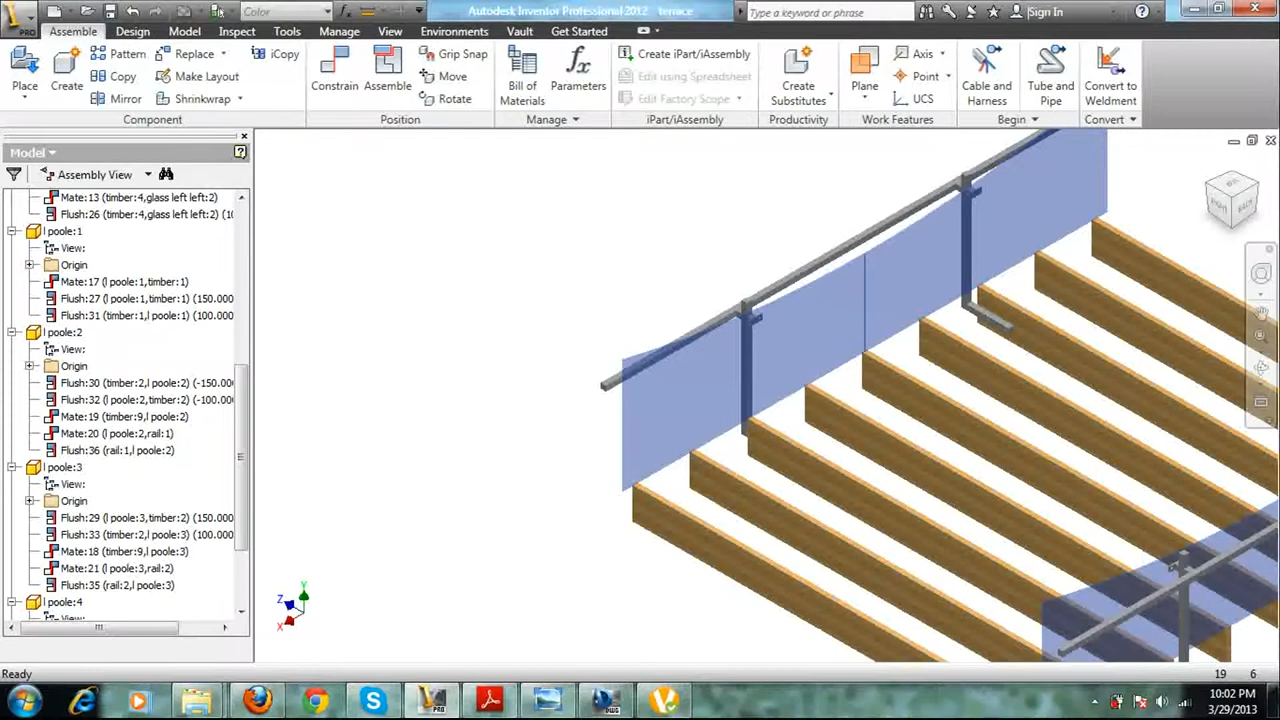 Color
Autodesk Inventor Professional 2012 terrace
Type a keyword or phrase
Sign In
PRO
Assemble Design Model Inspect Tools Manage View Environments Vault Get Started
Place
Create
Pattern
Copy
Mirror
Replace
Make Layout
Shrinkwrap
iCopy
Component
Constrain
Assemble
Grip Snap
Move
Rotate
Position
Bill of
Materials
Parameters
Manage
Create iPart/iAssembly
Edit using Spreadsheet
Edit Factory Scope
iPart/iAssembly
Create
Substitutes
Productivity
Plane
Axis
Point
UCS
Work Features
Cable and
Harness
Tube and
Pipe
Begin
Convert to
Weldment
Convert
Model
Assembly View
Mate:13 (timber:4,glass left left:2)
Flush:26 (timber:4,glass left left:2) (10
l poole:1
View:
Origin
Mate:17 (l poole:1,timber:1)
Flush:27 (l poole:1,timber:1) (150.000
Flush:31 (timber:1,l poole:1) (100.000
l poole:2
View:
Origin
Flush:30 (timber:2,l poole:2) (-150.000
Flush:32 (l poole:2,timber:2) (-100.000
Mate:19 (timber:9,l poole:2)
Mate:20 (l poole:2,rail:1)
Flush:36 (rail:1,l poole:2)
l poole:3
View:
Origin
Flush:29 (l poole:3,timber:2) (150.000
Flush:33 (timber:2,l poole:3) (100.000
Mate:18 (timber:9,l poole:3)
Mate:21 (l poole:3,rail:2)
Flush:35 (rail:2,l poole:3)
l poole:4
View:
Y
Z
X
Ready
19 6
PRO
DWG
10:02 PM
3/29/2013